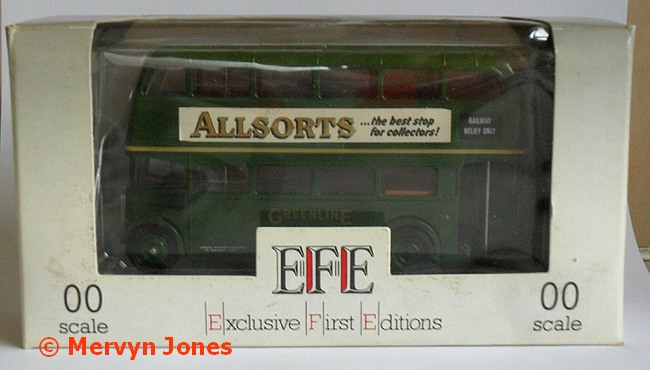 ALLSORTS
...the best stop
for collectors!
RAILWAY
RELIEF ONLY
GREENLINE
EFE
Exclusive First Editions
00
scale
00
scale
© Mervyn Jones